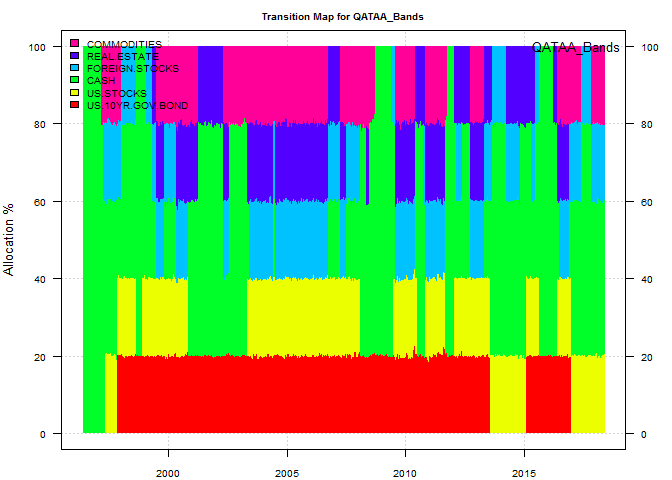 Transition Map for QATAA_Bands
QATAA_Bands
COMMODITIES
REAL.ESTATE
FOREIGN.STOCKS
CASH
US.STOCKS
US.10YR.GOV.BOND
Allocation %
100
80
60
40
20
0
100
80
60
40
20
0
2000
2005
2010
2015